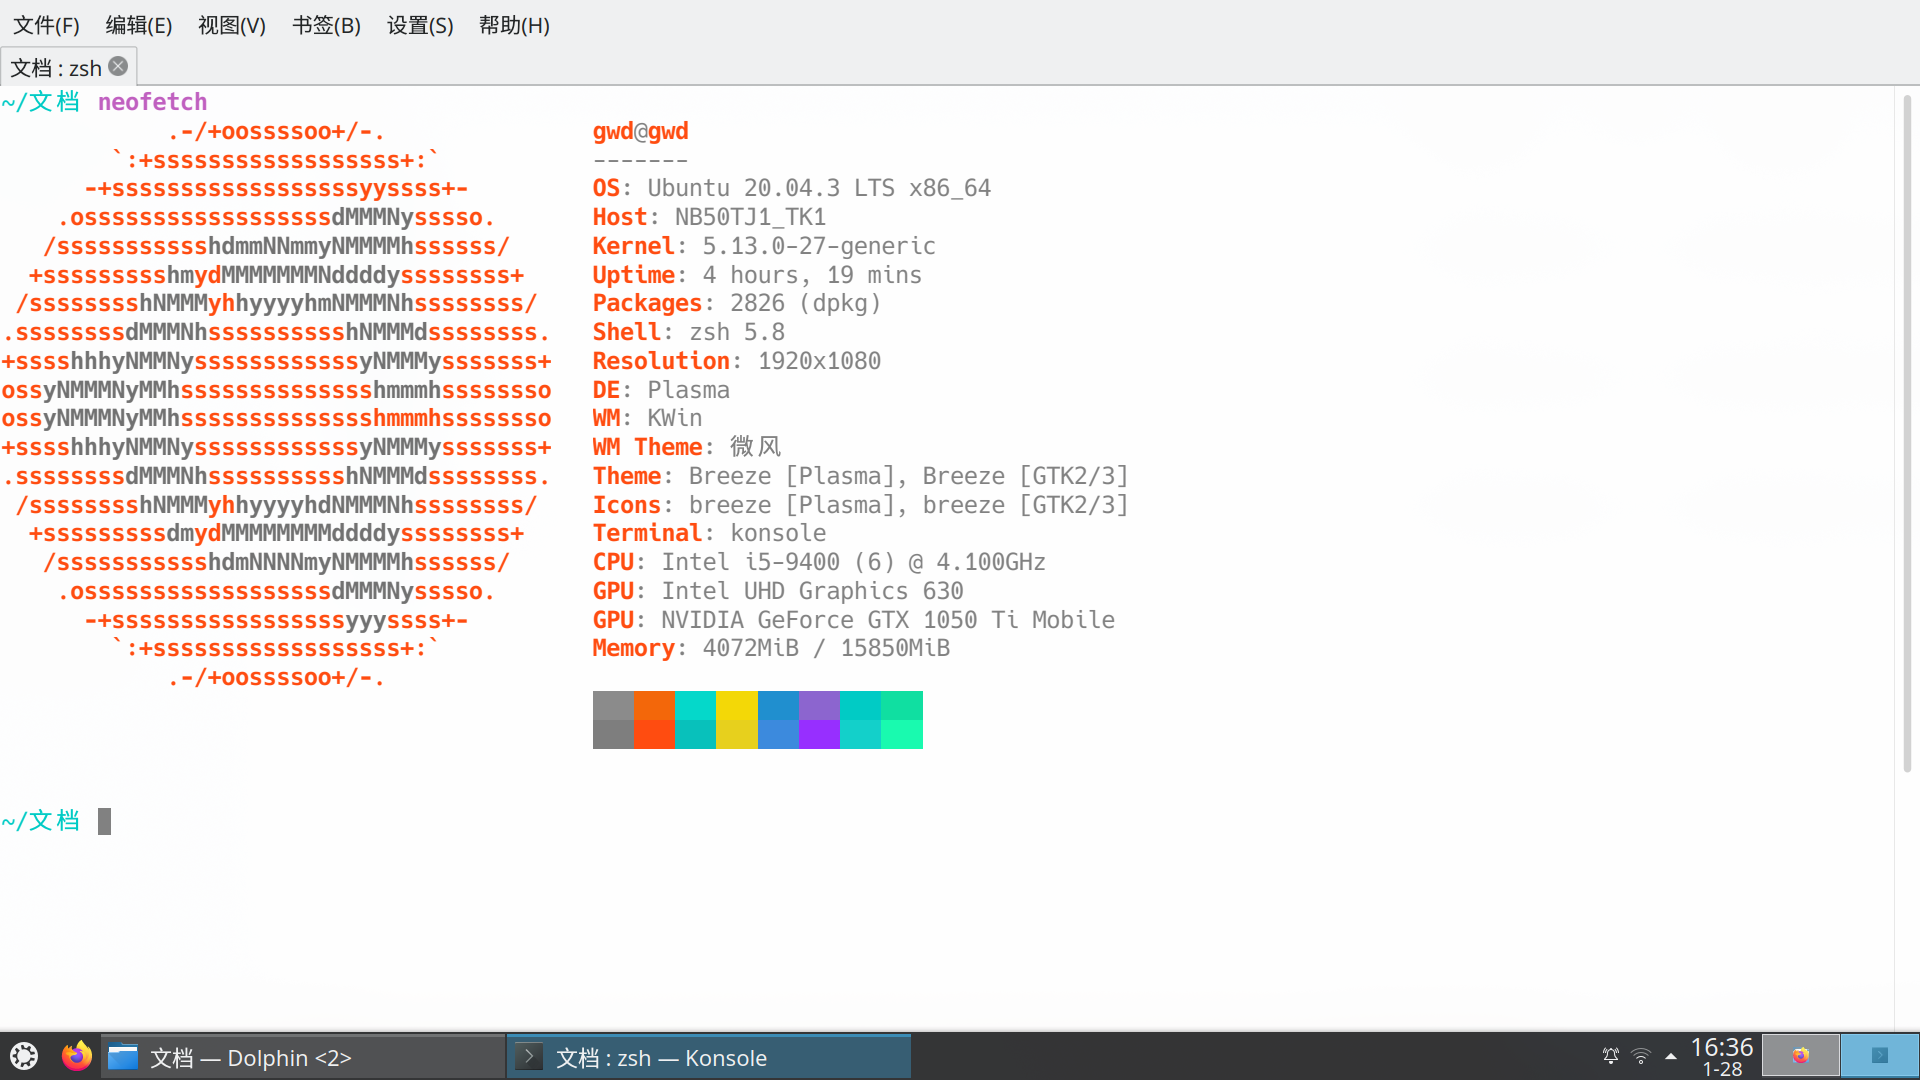 文件(F) 编辑(E) 视图(V) 书签(B) 设置(S) 帮助(H)
文档 : zsh
~/文档 neofetch
.-/+oossssoo+/-. gwd@gwd
`:+ssssssssssssssssss+:` -------
-+ssssssssssssssssssyyssss+- OS: Ubuntu 20.04.3 LTS x86_64
.ossssssssssssssssssdMMMNysssso. Host: NB50TJ1_TK1
/ssssssssssshdmmNNmmyNMMMMhssssss/ Kernel: 5.13.0-27-generic
+ssssssssshmydMMMMMMMNddddyssssssss+ Uptime: 4 hours, 19 mins
/sssssssshNMMMyhhyyyyhmNMMMNhssssssss/ Packages: 2826 (dpkg)
.ssssssssdMMMNhsssssssssshNMMMdssssssss. Shell: zsh 5.8
+sssshhhyNMMNyssssssssssssyNMMMysssssss+ Resolution: 1920x1080
ossyNMMMNyMMhsssssssssssssshmmmhssssssso DE: Plasma
ossyNMMMNyMMhsssssssssssssshmmmhssssssso WM: KWin
+sssshhhyNMMNyssssssssssssyNMMMysssssss+ WM Theme: 微风
.ssssssssdMMMNhsssssssssshNMMMdssssssss. Theme: Breeze [Plasma], Breeze [GTK2/3]
/sssssssshNMMMyhhyyyyhdNMMMNhssssssss/ Icons: breeze [Plasma], breeze [GTK2/3]
+sssssssssdmydMMMMMMMMddddyssssssss+ Terminal: konsole
/ssssssssssshdmNNNNmyNMMMMhssssss/ CPU: Intel i5-9400 (6) @ 4.100GHz
.ossssssssssssssssssdMMMNysssso. GPU: Intel UHD Graphics 630
-+sssssssssssssssssyyyssss+- GPU: NVIDIA GeForce GTX 1050 Ti Mobile
`:+ssssssssssssssssss+:` Memory: 4072MiB / 15850MiB
.-/+oossssoo+/-.
~/文档
文档 — Dolphin <2> 文档 : zsh — Konsole 16:36
1-28